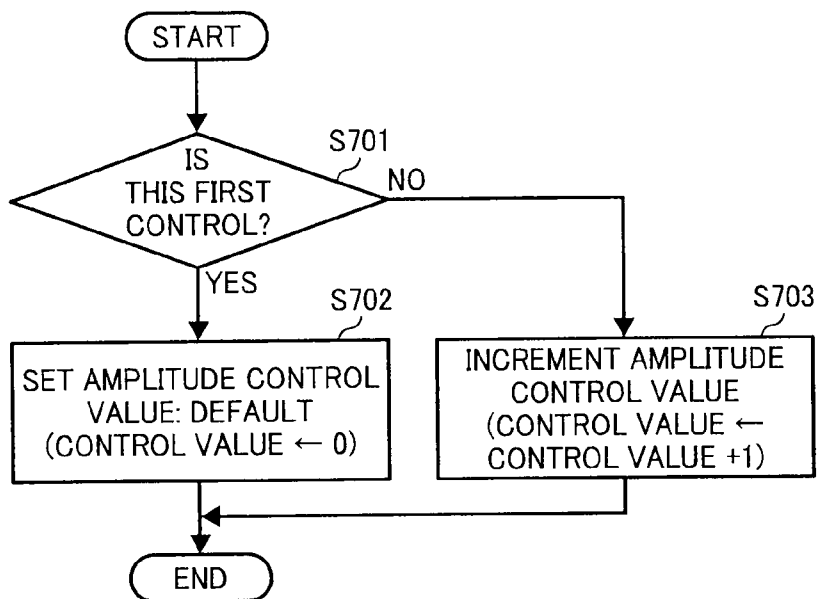 START
S701
IS
THIS FIRST
CONTROL?
NO
YES
S702
SET AMPLITUDE CONTROL
VALUE: DEFAULT
(CONTROL VALUE ← 0)
S703
INCREMENT AMPLITUDE
CONTROL VALUE
(CONTROL VALUE ←
CONTROL VALUE +1)
END